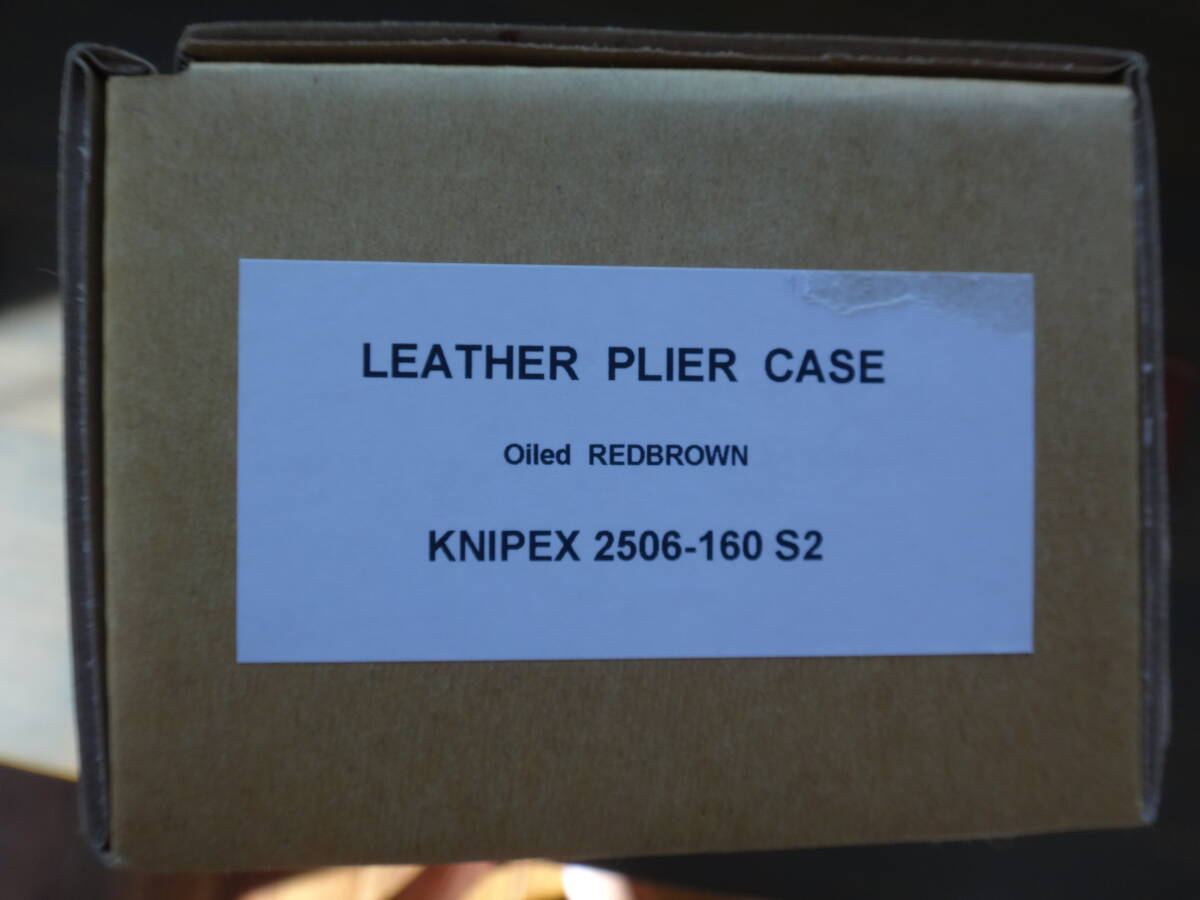 LEATHER PLIER CASE
Oiled REDBROWN
KNIPEX 2506-160 S2